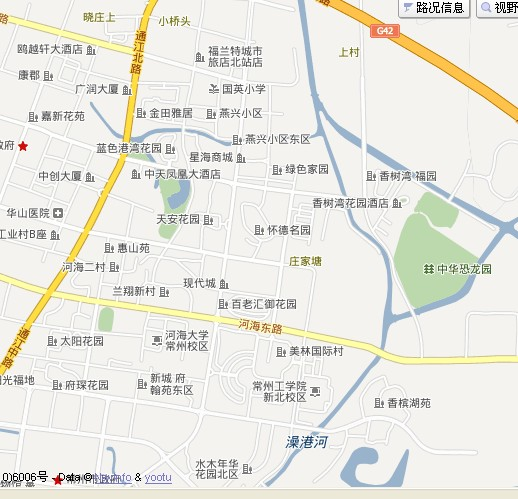 晓庄上
小桥头
路况信息
视野
G42
通江北路
鸥越轩大酒店
福兰特城市
旅店北站店
上村
康郡
广润大厦
国英小学
嘉新花苑
金田雅居
燕兴小区
府
蓝色港湾花园
燕兴小区东区
星海商城
绿色家园
中创大厦
中天凤凰大酒店
香树湾 福园
香树湾花园酒店
华山医院
天安花园
怀德名园
工业村B座
惠山苑
庄家塘
河海二村
中华恐龙园
现代城
兰翔新村
百老汇御花园
河海东路
通江中路
太阳花园
河海大学
常州校区
美林国际村
光福地
府琛花园
新城 府
翰苑东区
常州工学院
新北校区
香槟湖苑
澡港河
水木年华
花园北区
0)6006号 - Data ©
& yootu